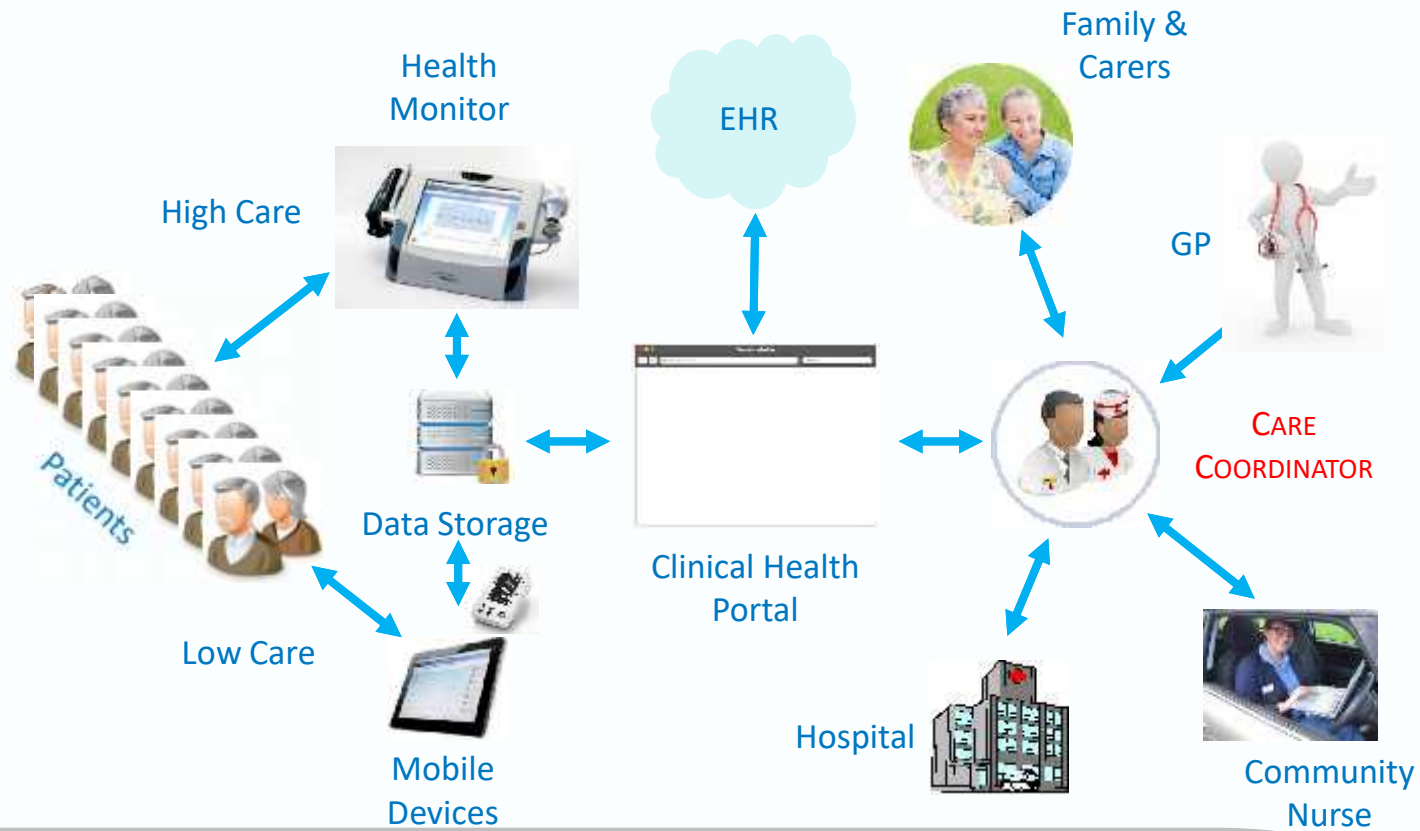 Family &
Carers
Health
Monitor
EHR
High Care
GP
CARE
COORDINATOR
Patients
Data Storage
Clinical Health
Portal
Low Care
Hospital
Mobile
Devices
Community
Nurse